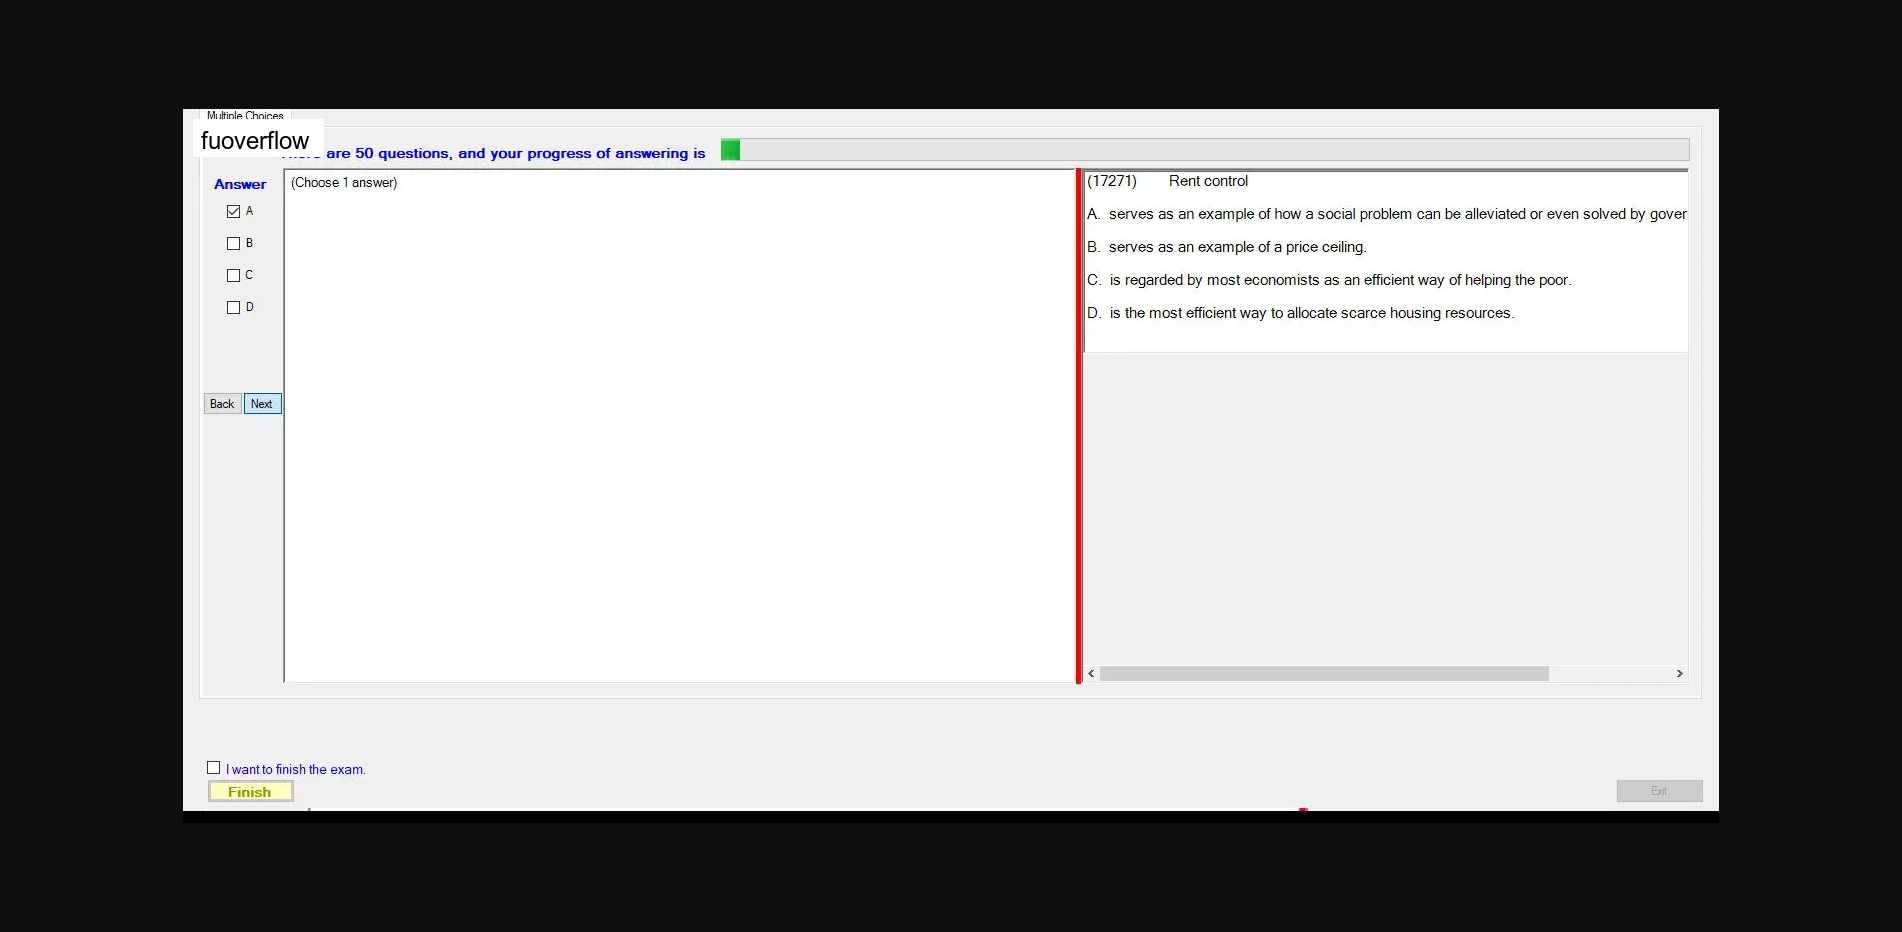 Multiple Choices
fuoverflow
are 50 questions, and your progress of answering is
Answer
(Choose 1 answer)
A
B
C
D
Back Next
(17271) Rent control
A. serves as an example of how a social problem can be alleviated or even solved by gover
B. serves as an example of a price ceiling.
C. is regarded by most economists as an efficient way of helping the poor.
D. is the most efficient way to allocate scarce housing resources.
I want to finish the exam.
Finish
Exit